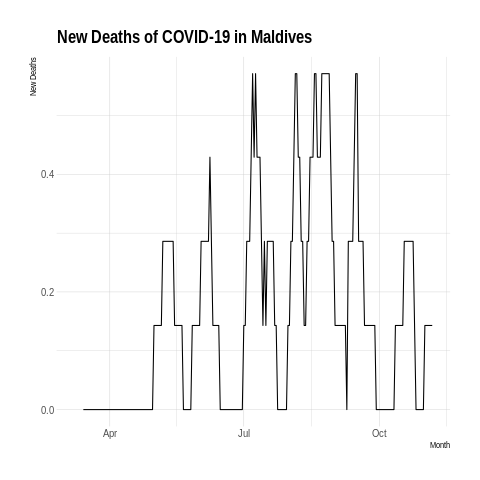 New Deaths of COVID-19 in Maldives
New Deaths
0.4
0.2
0.0
Apr
Jul
Oct
Month